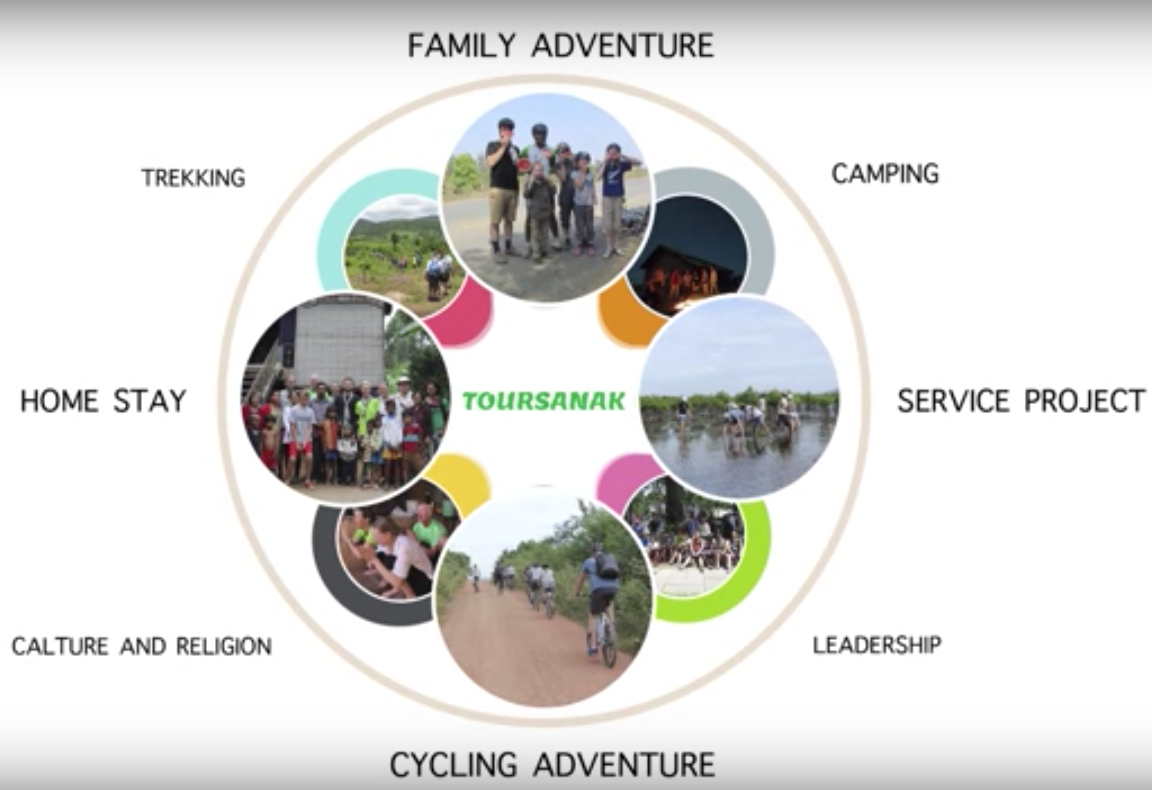 FAMILY ADVENTURE
TREKKING
CAMPING
HOME STAY
TOURSANAK
SERVICE PROJECT
CALTURE AND RELIGION
LEADERSHIP
CYCLING ADVENTURE